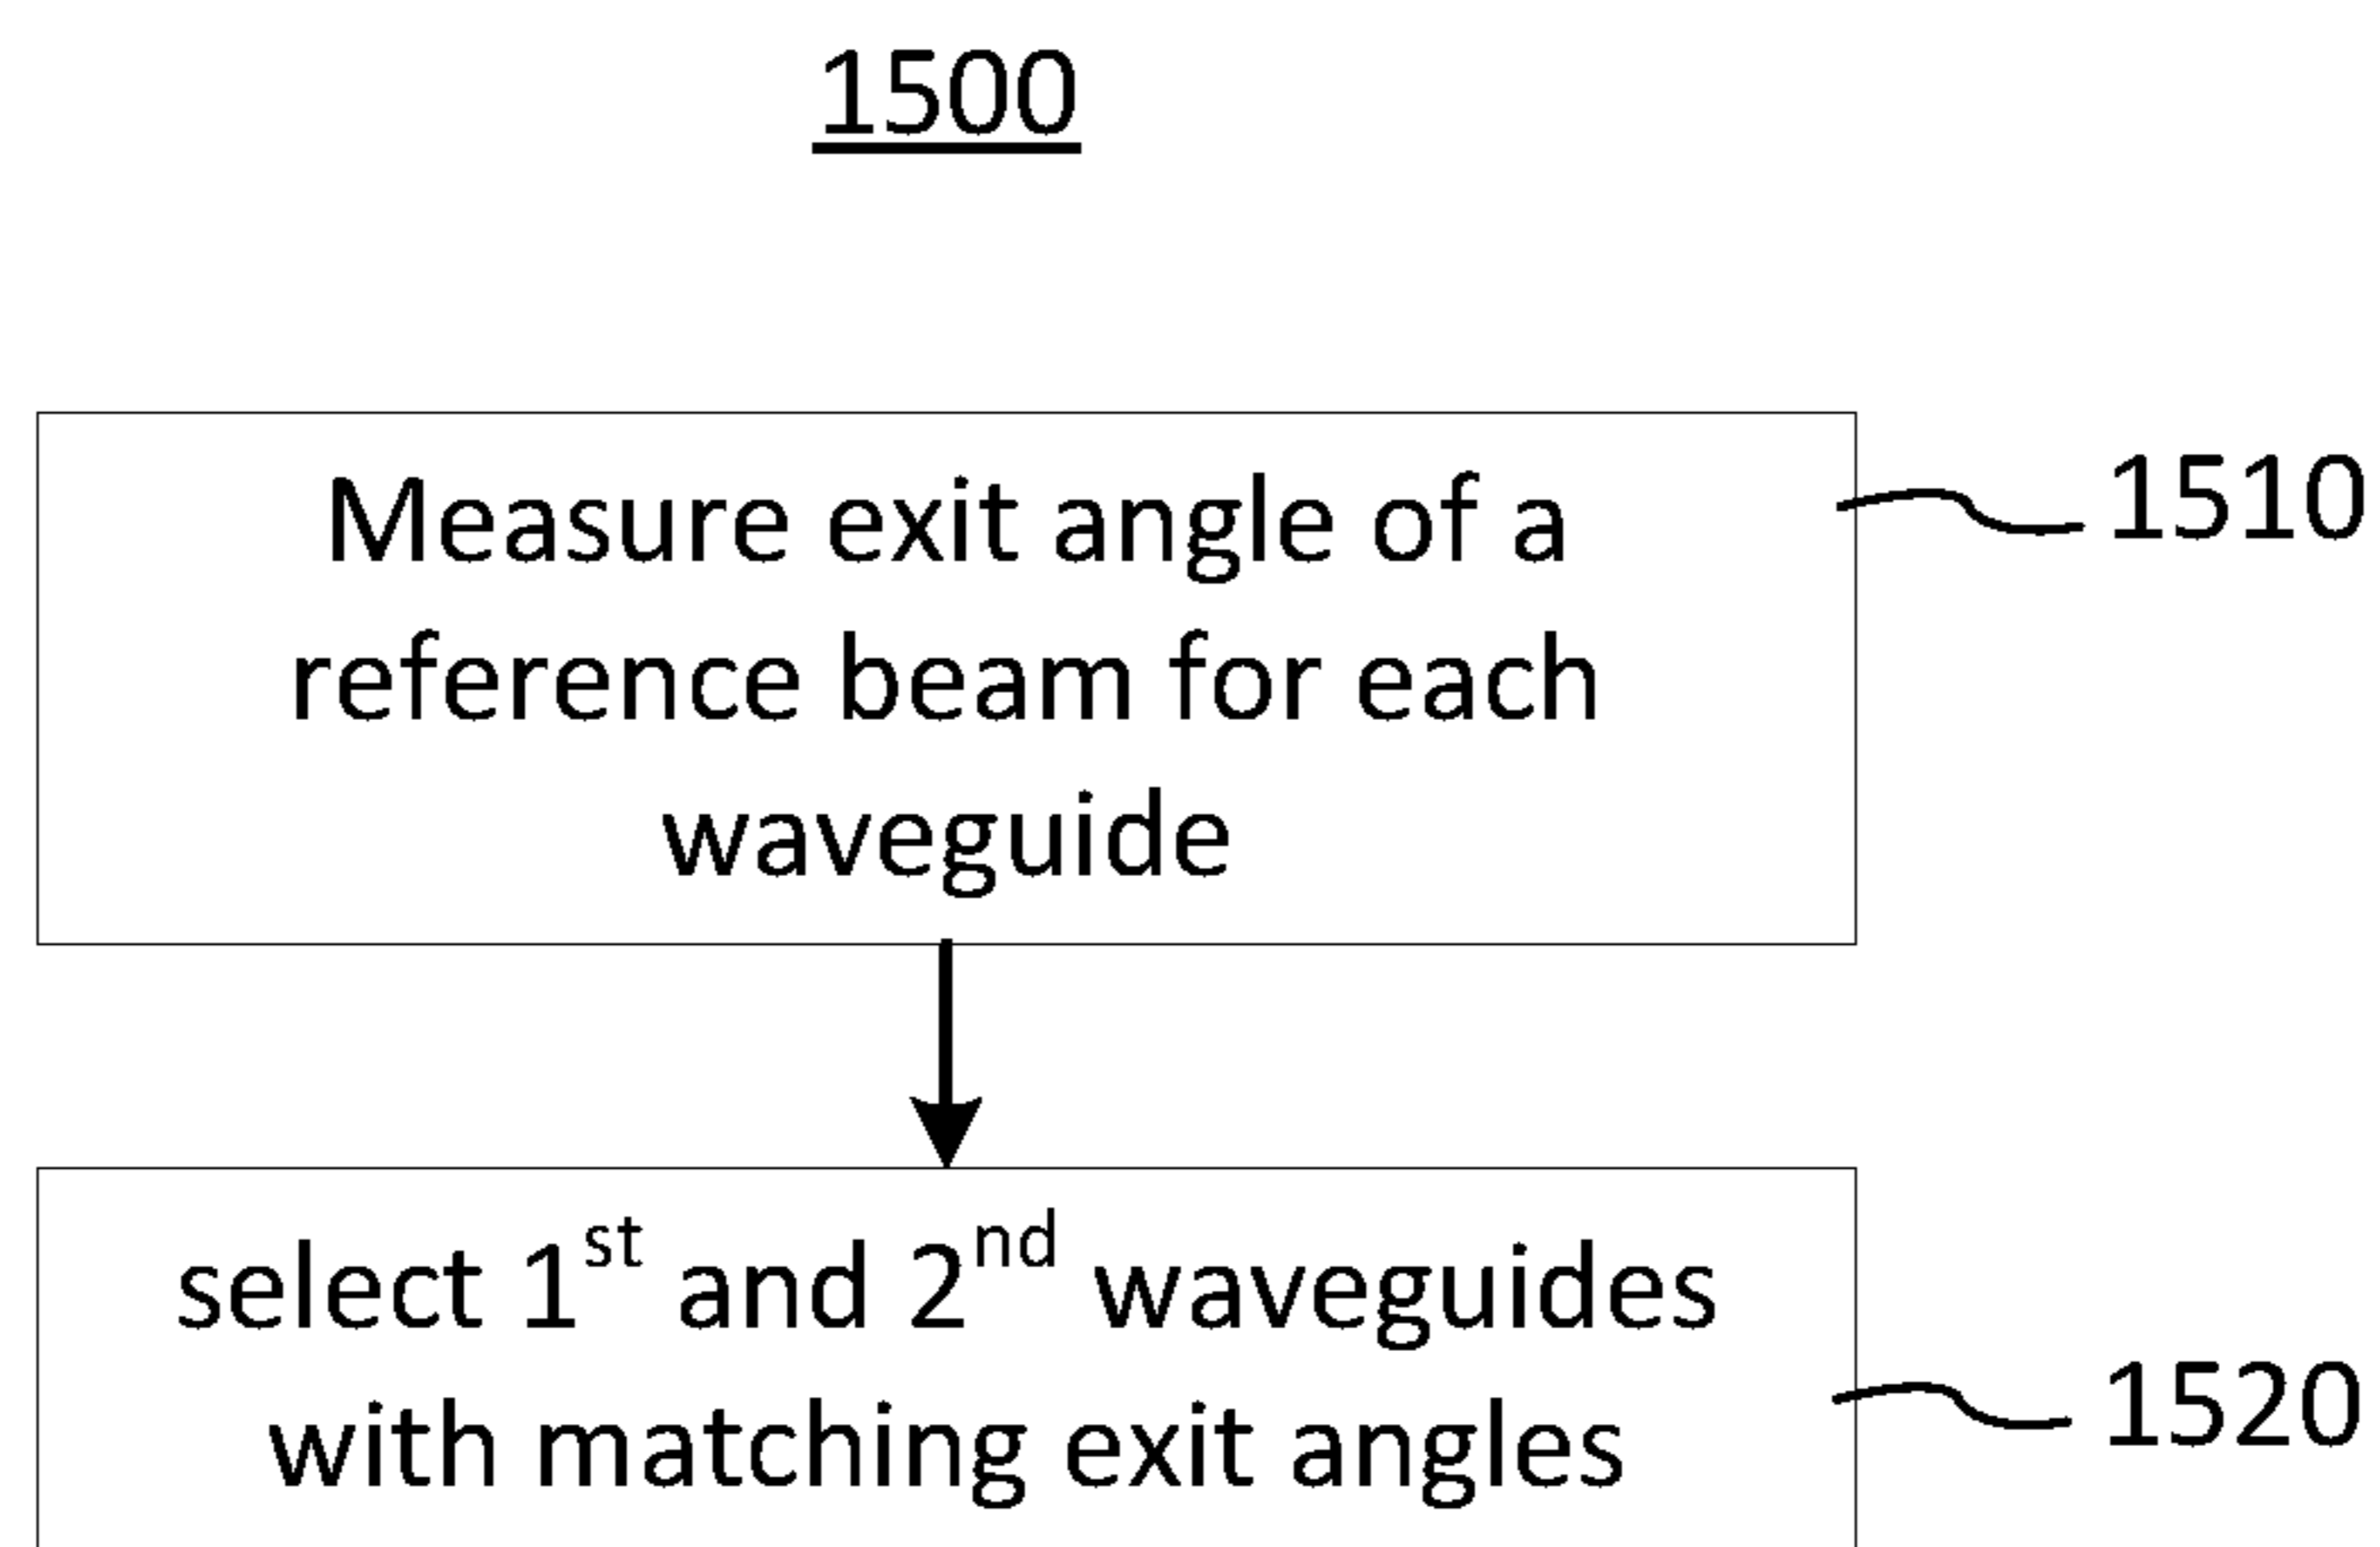 1500
Measure exit angle of a
1510
reference beam for each
waveguide
select 1st and 2nd waveguides
1520
with matching exit angles